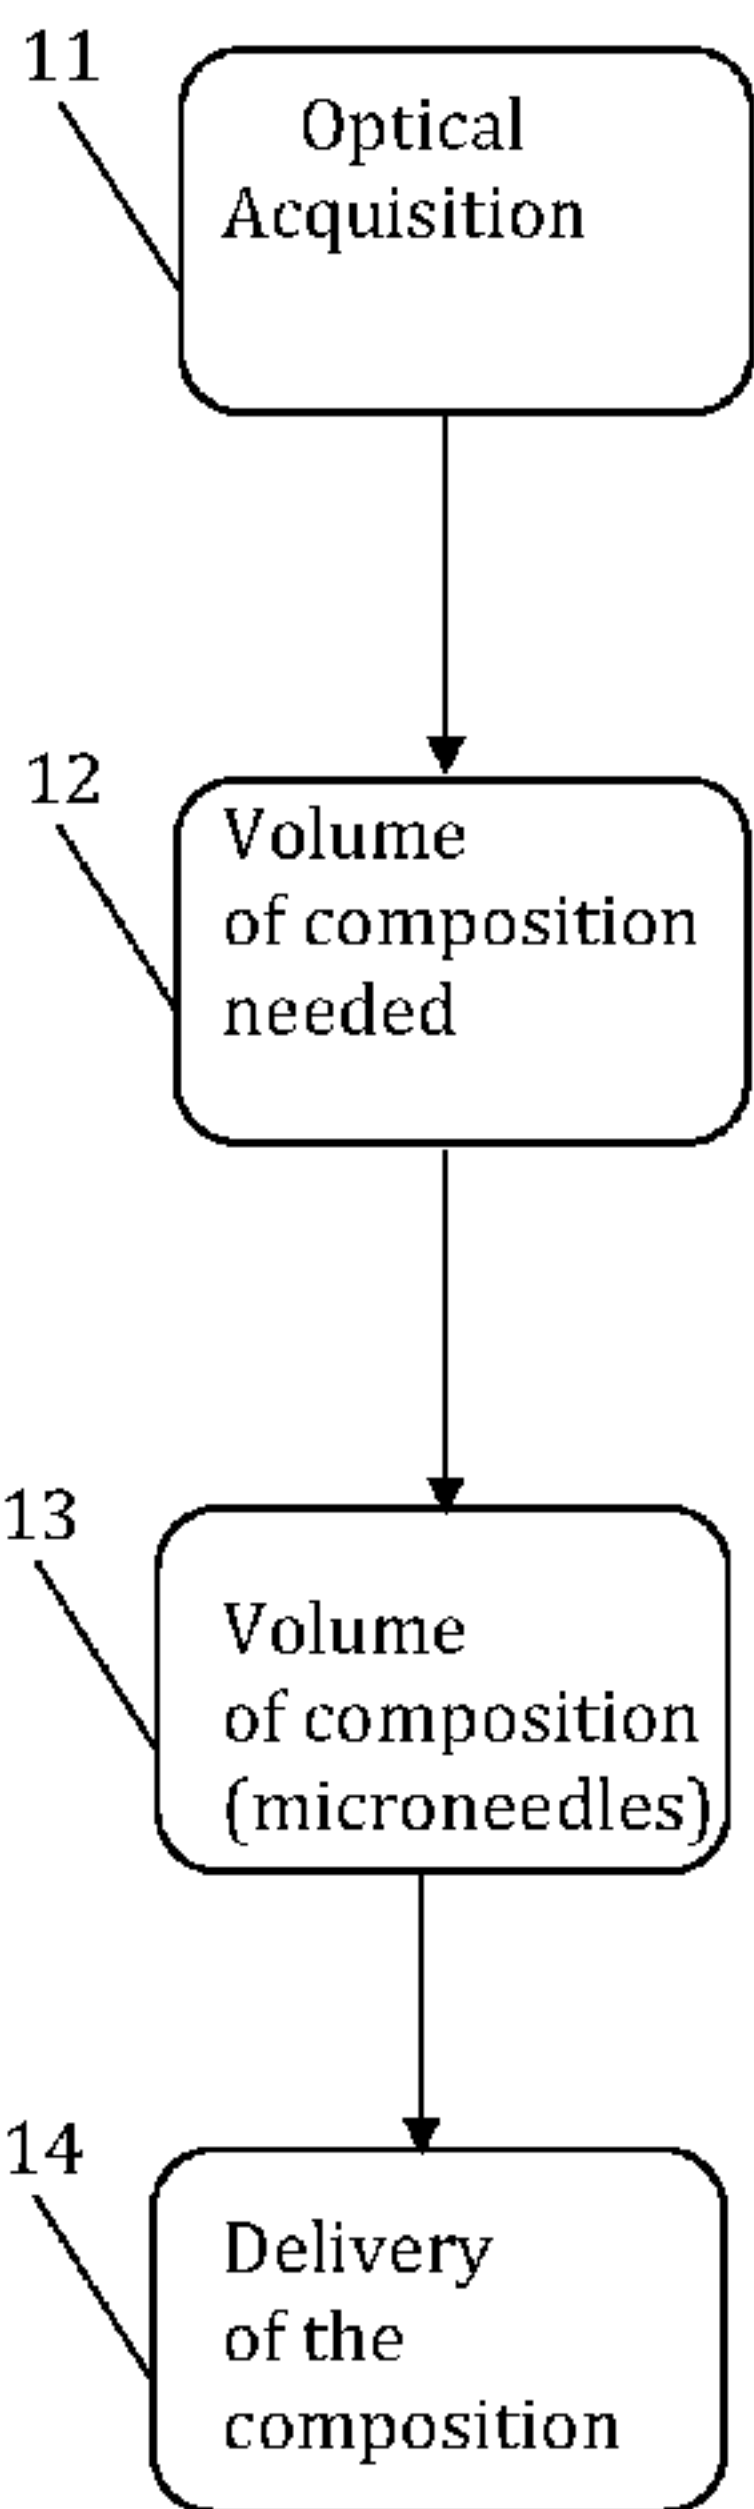 11
Optical
Acquisition
12
Volume
of composition
needed
13
Volume
of composition
(microneedles)
14
Delivery
of the
composition